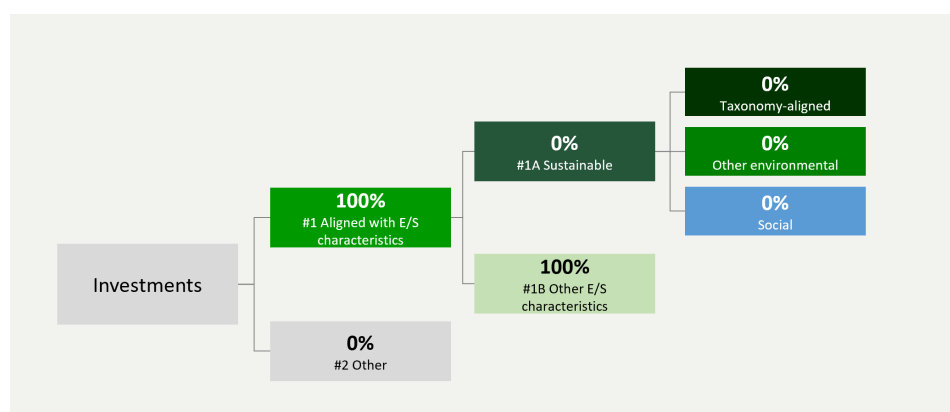 Investments
100%
#1 Aligned with E/S
characteristics
0%
#2 Other
0%
#1A Sustainable
100%
#1B Other E/S
characteristics
0%
Taxonomy-aligned
0%
Other environmental
0%
Social